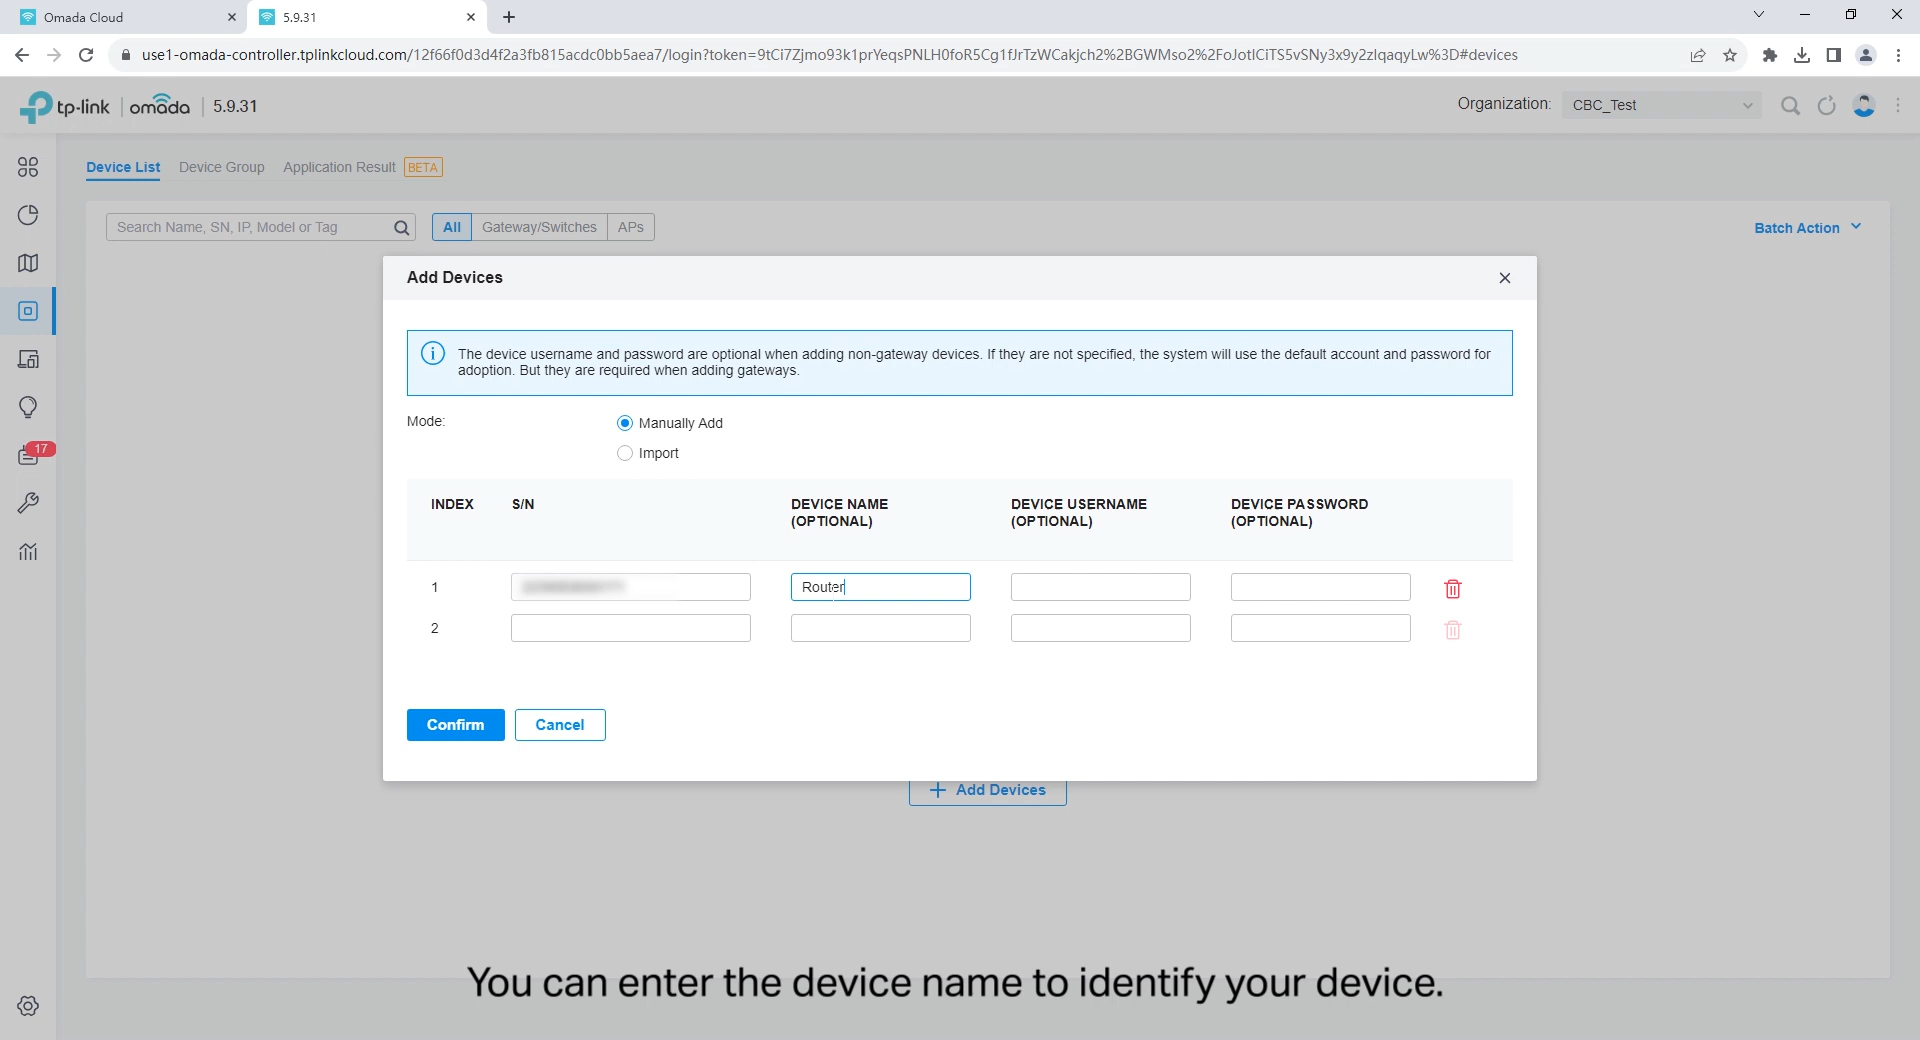 Omada Cloud
5.9.31
use1-omada-controller.tplinkcloud.com/12f66f0d3d4f2a3fb815acdc0bb5aea7/login?token=9tCi7Zjmo93k1prYeqsPNLH0foR5Cg1fJrTzWCakjch2%2BGWMso2%2FoJotlCiTS5vSNy3x9y2zlqaqyLw%3D#devices
tp-link omada 5.9.31
Organization: CBC_Test
Device List Device Group Application Result BETA
Search Name, SN, IP, Model or Tag All Gateway/Switches APs Batch Action
Add Devices
The device username and password are optional when adding non-gateway devices. If they are not specified, the system will use the default account and password for
adoption. But they are required when adding gateways.
Mode: Manually Add
Import
17
INDEX S/N DEVICE NAME (OPTIONAL) DEVICE USERNAME (OPTIONAL) DEVICE PASSWORD (OPTIONAL)
1 Router
2
Confirm Cancel
Add Devices
You can enter the device name to identify your device.